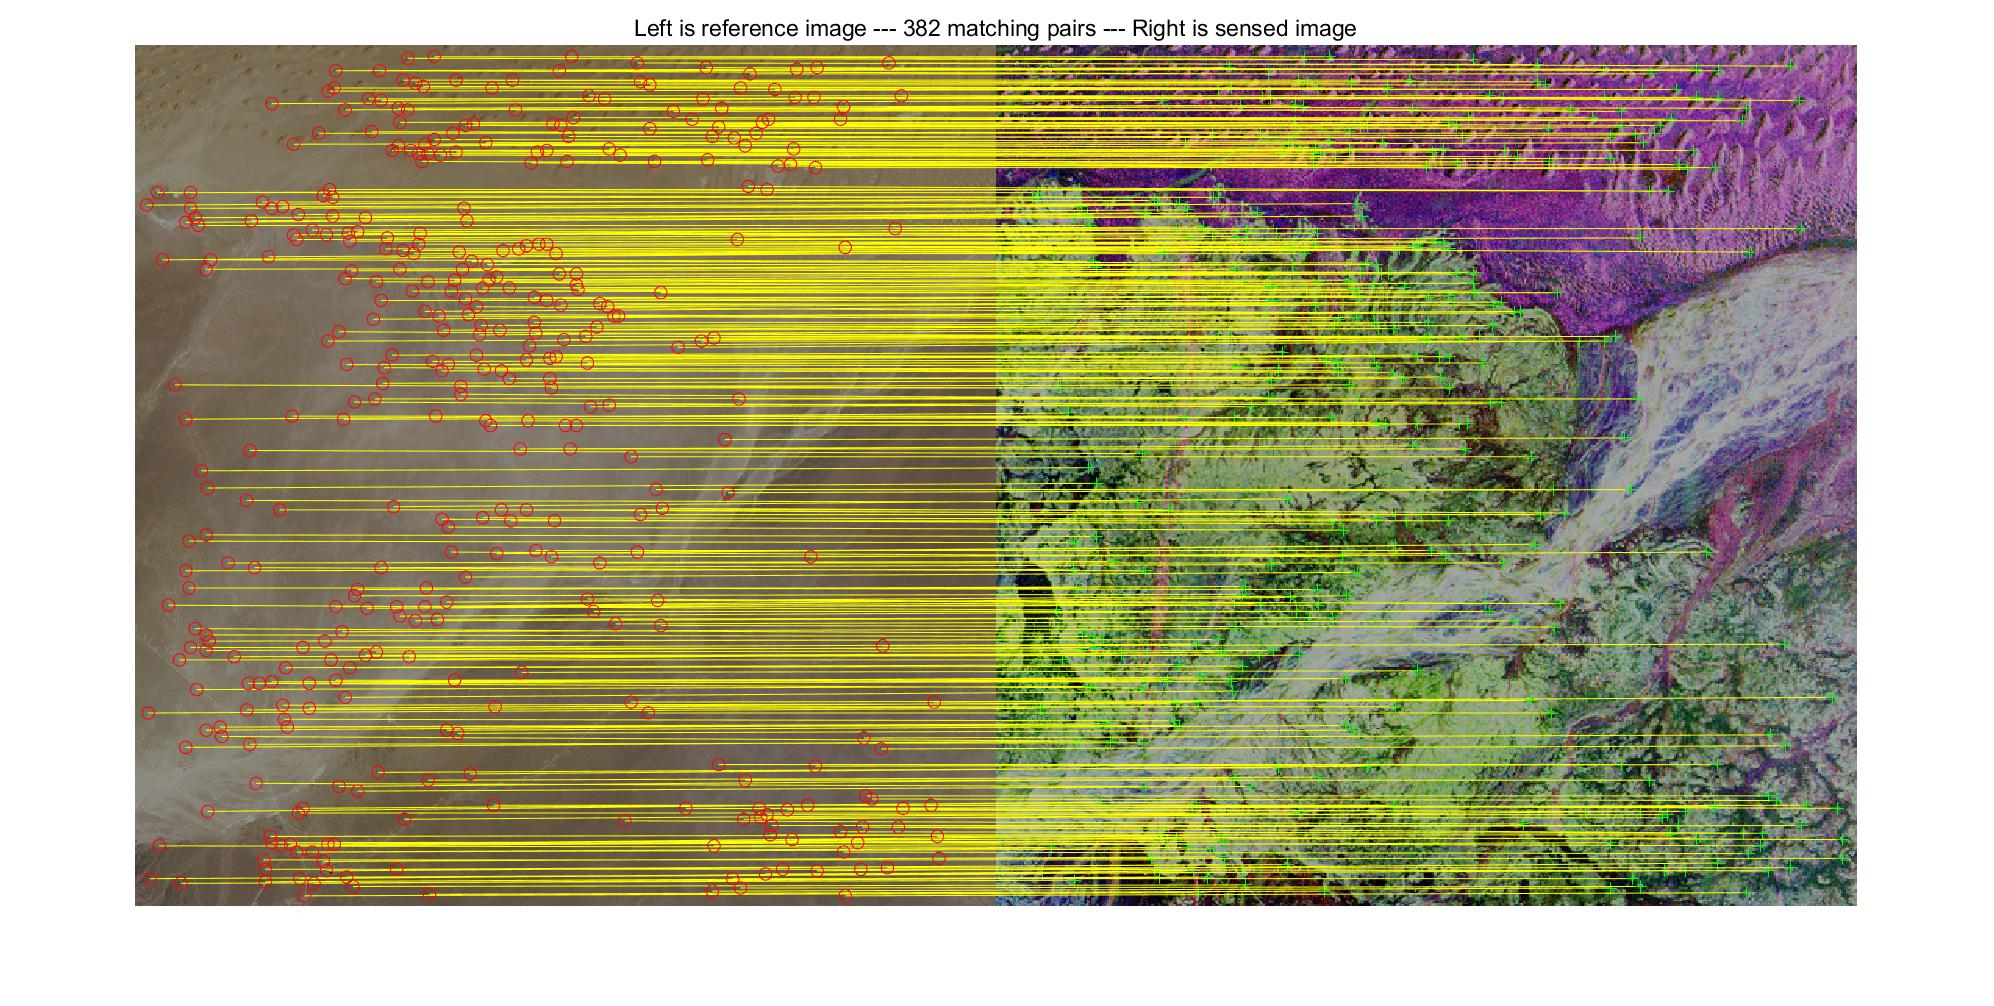 Left is reference image --- 382 matching pairs --- Right is sensed image